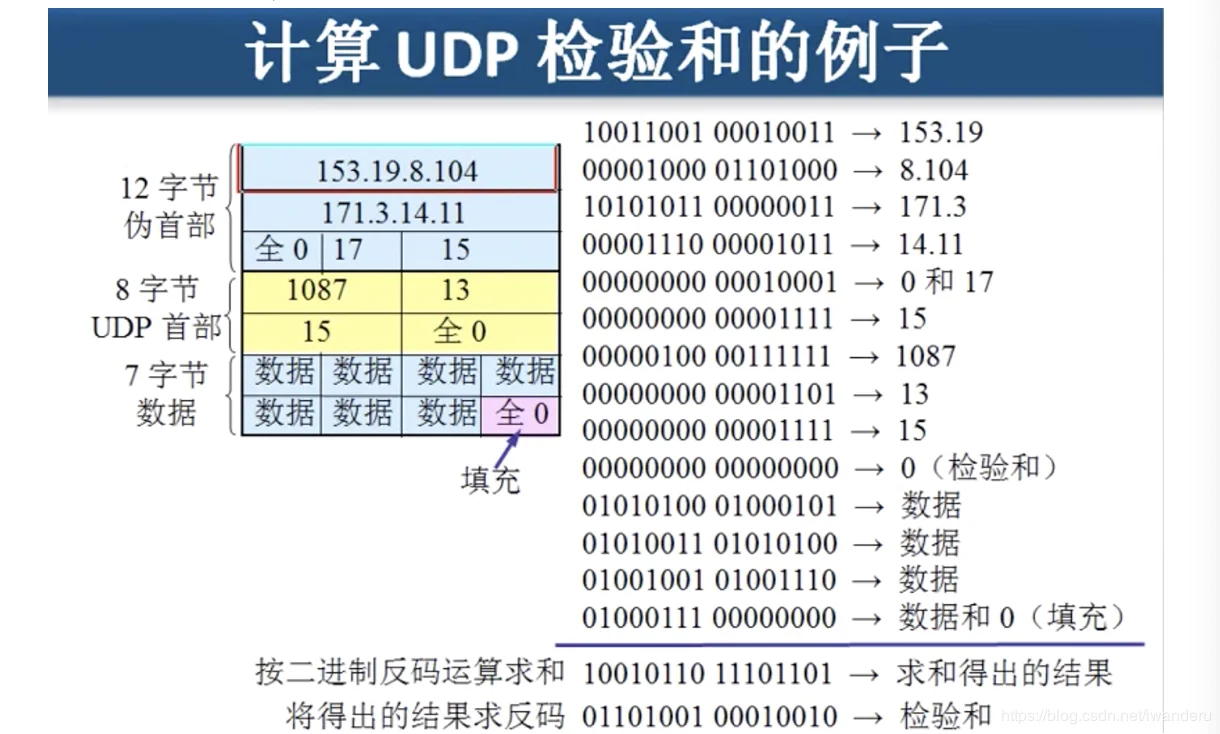 计算 UDP 检验和的例子
12 字节
伪首部
153.19.8.104
171.3.14.11
全 0 17 15
8 字节
UDP 首部
1087 13
15 全 0
7 字节
数据
数据 数据 数据 数据
数据 数据 数据 全 0
填充
10011001 00010011 → 153.19
00001000 01101000 → 8.104
10101011 00000011 → 171.3
00001110 00001011 → 14.11
00000000 00010001 → 0 和 17
00000000 00001111 → 15
00000100 00111111 → 1087
00000000 00001101 → 13
00000000 00001111 → 15
00000000 00000000 → 0（检验和）
01010100 01000101 → 数据
01010011 01010100 → 数据
01001001 01001110 → 数据
01000111 00000000 → 数据和 0（填充）
按二进制反码运算求和 10010110 11101101 → 求和得出的结果
将得出的结果求反码 01101001 00010010 → 检验和
https://blog.csdn.net/iwanderu